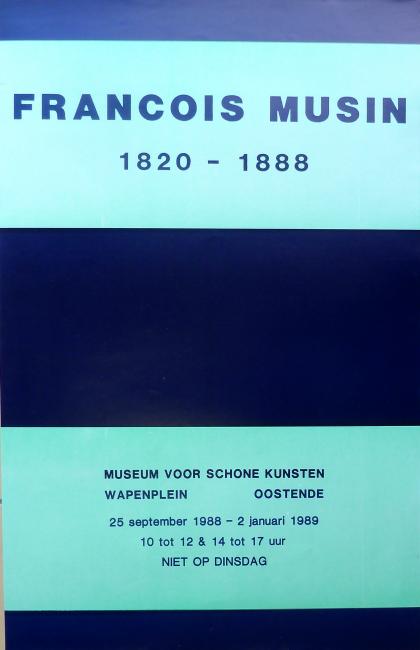 FRANCOIS MUSIN
1820 - 1888
MUSEUM VOOR SCHONE KUNSTEN
WAPENPLEIN OOSTENDE
25 september 1988 - 2 januari 1989
10 tot 12 & 14 tot 17 uur
NIET OP DINSDAG